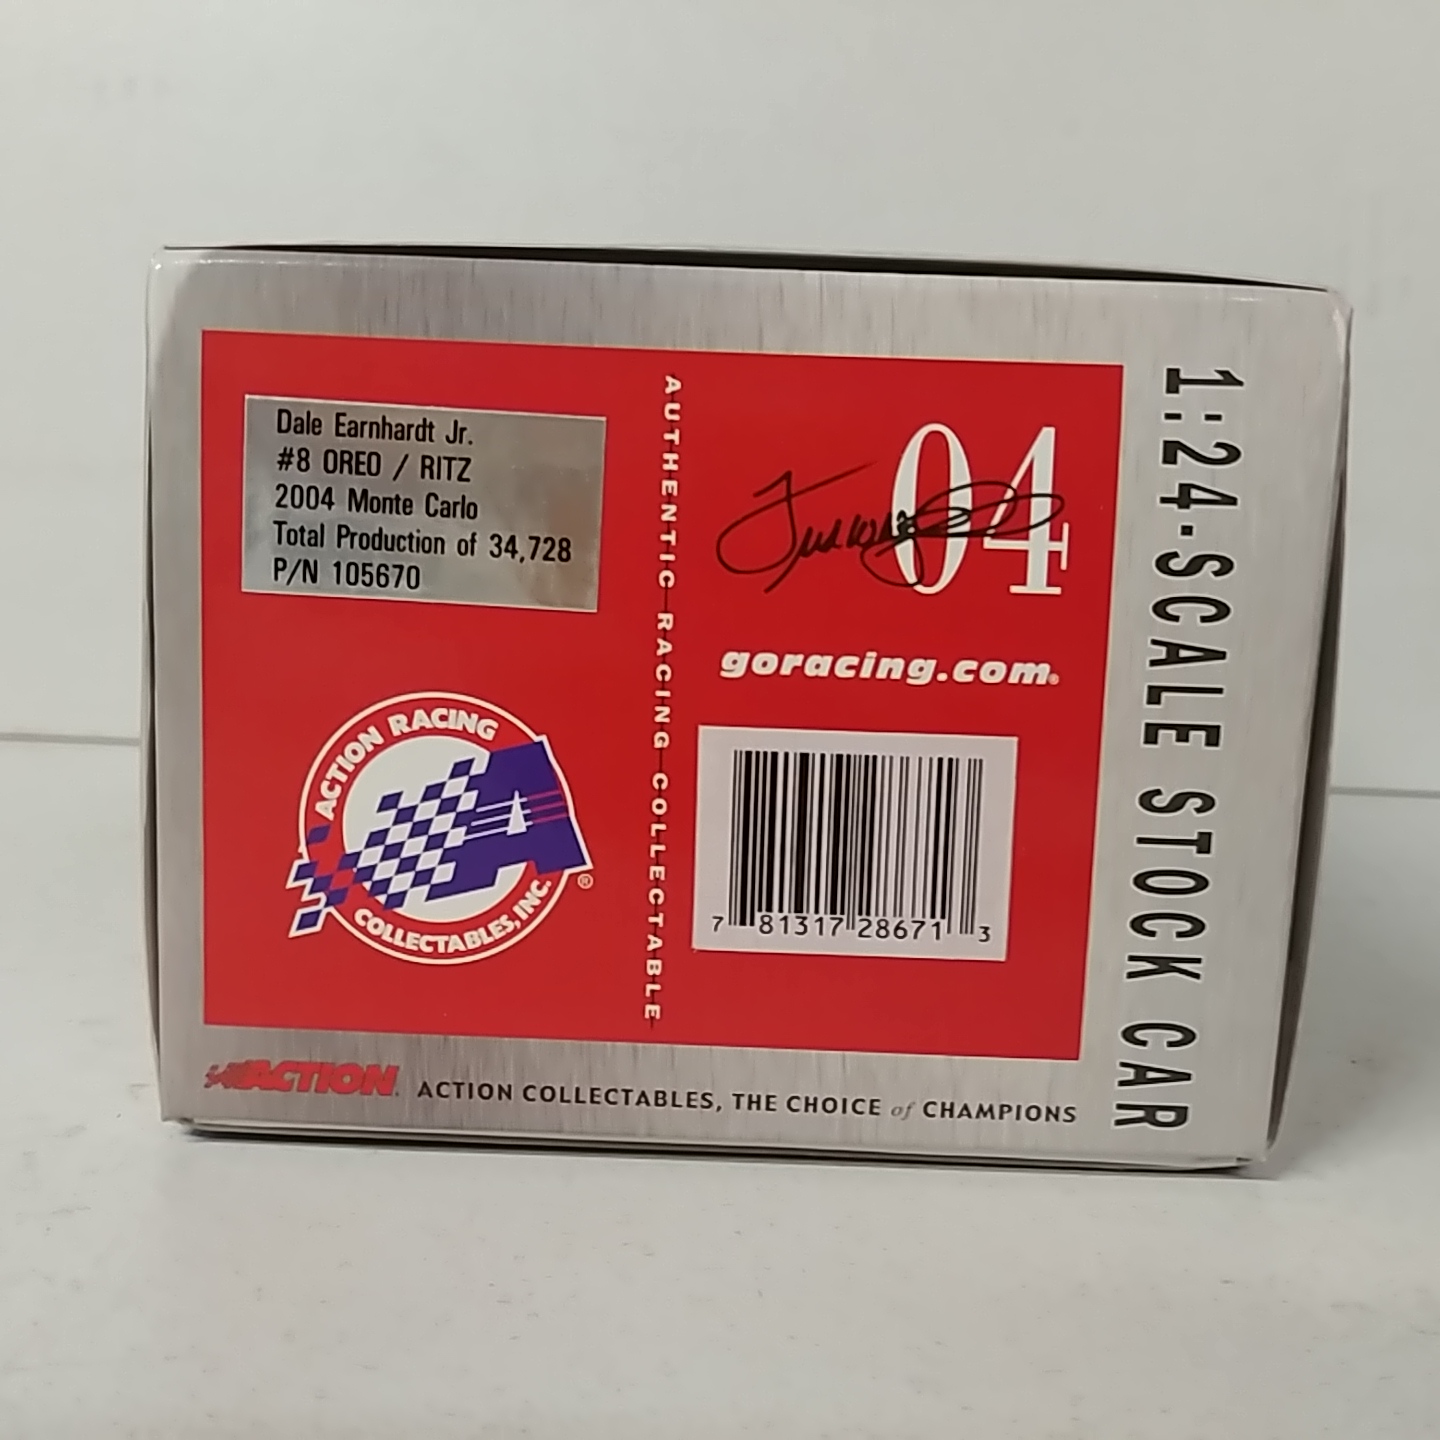 Dale Earnhardt Jr.
#8 OREO / RITZ
2004 Monte Carlo
Total Production of 34,728
P/N 105670
ACTION RACING
COLLECTABLES, INC.
®
AUTHENTIC RACING COLLECTABLE
04
goracing.com®
7 81317 28671 3
1:24-SCALE STOCK CAR
ACTION
ACTION COLLECTABLES, THE CHOICE of CHAMPIONS